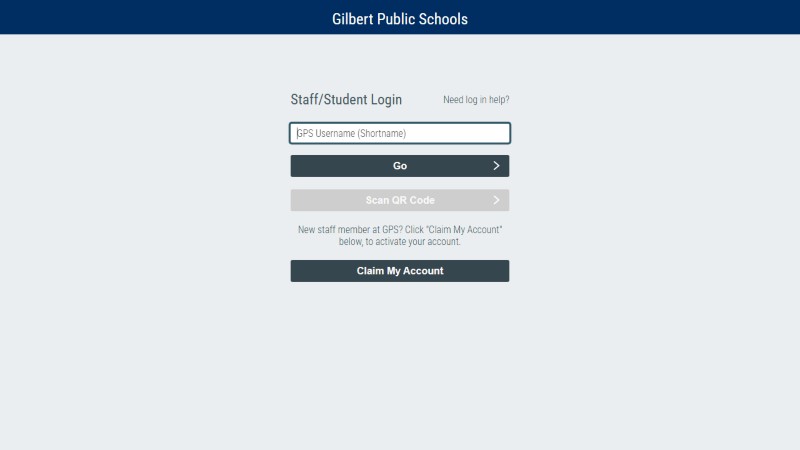 Gilbert Public Schools
Staff/Student Login
Need log in help?
GPS Username (Shortname)
Go
Scan QR Code
New staff member at GPS? Click "Claim My Account"
below, to activate your account.
Claim My Account